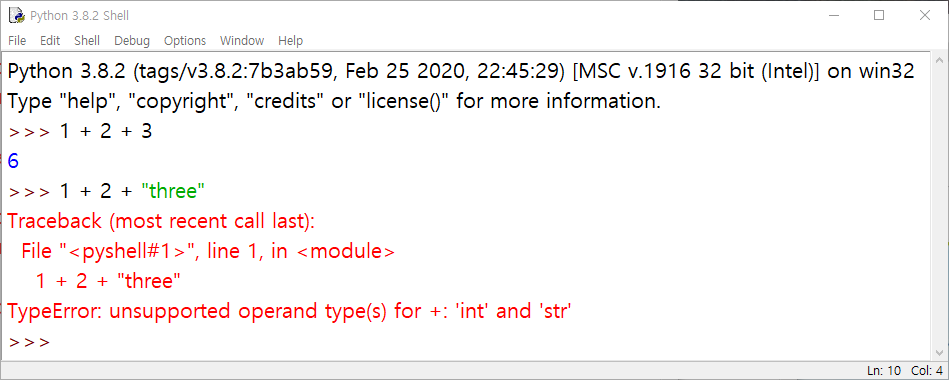 Python 3.8.2 Shell
File Edit Shell Debug Options Window Help
Python 3.8.2 (tags/v3.8.2:7b3ab59, Feb 25 2020, 22:45:29) [MSC v.1916 32 bit (Intel)] on win32
Type "help", "copyright", "credits" or "license()" for more information.
>>> 1 + 2 + 3
6
>>> 1 + 2 + "three"
Traceback (most recent call last):
  File "<pyshell#1>", line 1, in <module>
    1 + 2 + "three"
TypeError: unsupported operand type(s) for +: 'int' and 'str'
>>>
Ln: 10 Col: 4